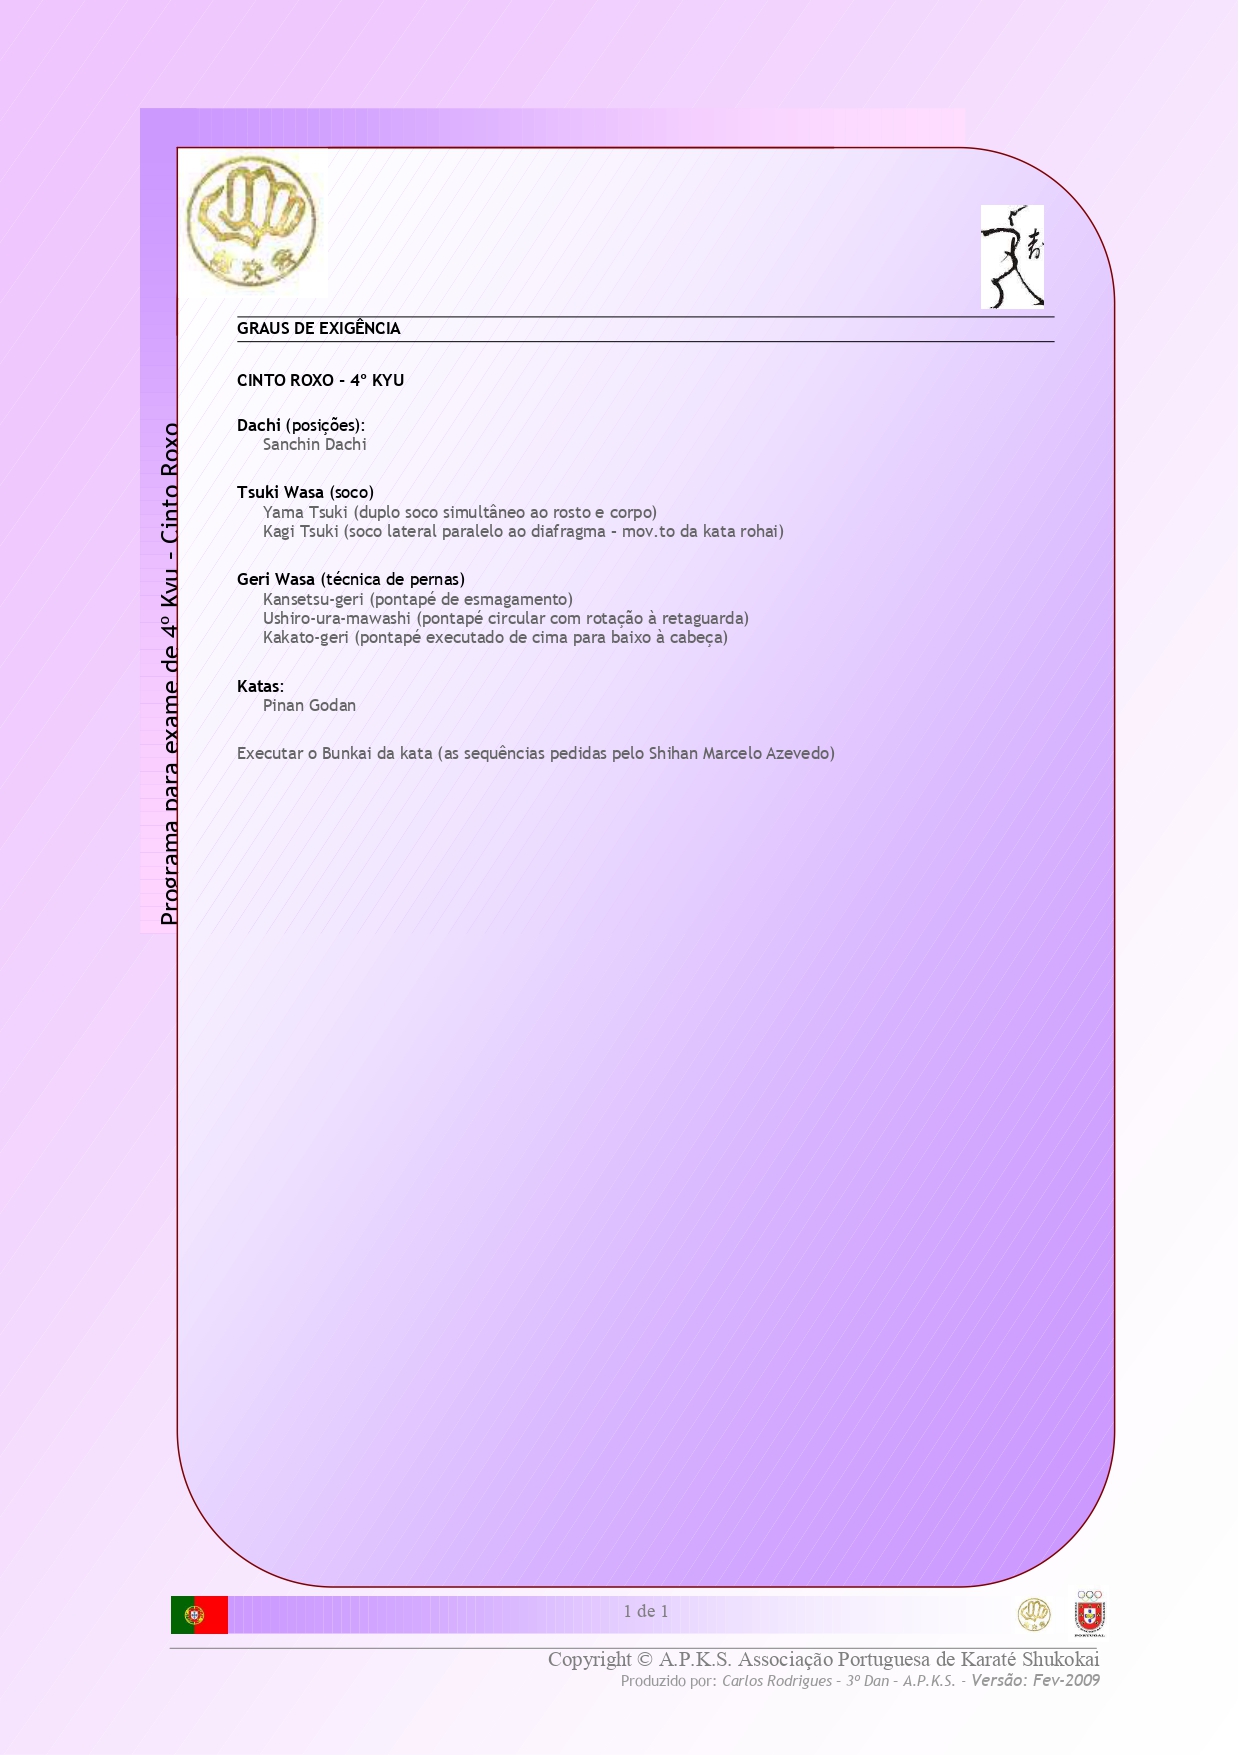 GRAUS DE EXIGÊNCIA
CINTO ROXO – 4º KYU
Dachi (posições):
Sanchin Dachi
Tsuki Wasa (soco)
Yama Tsuki (duplo soco simultâneo ao rosto e corpo)
Kagi Tsuki (soco lateral paralelo ao diafragma – mov.to da kata rohai)
Geri Wasa (técnica de pernas)
Kansetsu-geri (pontapé de esmagamento)
Ushiro-ura-mawashi (pontapé circular com rotação à retaguarda)
Kakato-geri (pontapé executado de cima para baixo à cabeça)
Katas:
Pinan Godan
Executar o Bunkai da kata (as sequências pedidas pelo Shihan Marcelo Azevedo)
Programa para exame de 4º Kyu – Cinto Roxo
1 de 1
PORTUGAL
Copyright © A.P.K.S. Associação Portuguesa de Karaté Shukokai
Produzido por: Carlos Rodrigues – 3º Dan – A.P.K.S. - Versão: Fev-2009